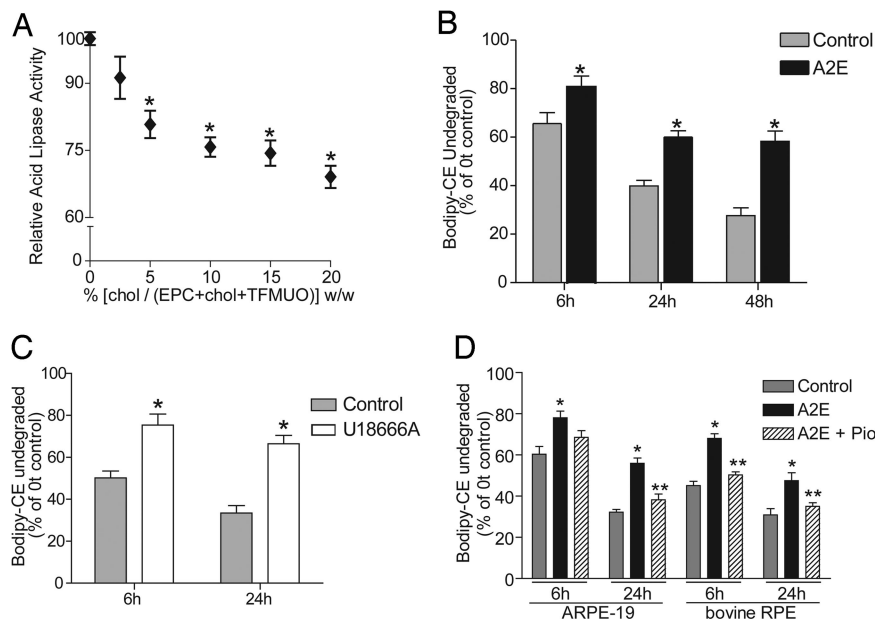 A
Relative Acid Lipase Activity
100
90
75
60
0
*
*
*
*
0 5 10 15 20
% [chol / (EPC+chol+TFMUO)] w/w
B
Bodipy-CE Undegraded
(% of 0t control)
100
80
60
40
20
0
*
*
*
Control
A2E
6h 24h 48h
C
Bodipy-CE undegraded
(% of 0t control)
100
80
60
40
20
0
*
*
Control
U18666A
6h 24h
D
Bodipy-CE undegraded
(% of 0t control)
100
80
60
40
20
0
*
*
**
*
**
*
**
Control
A2E
A2E + Pio
6h 24h 6h 24h
ARPE-19 bovine RPE